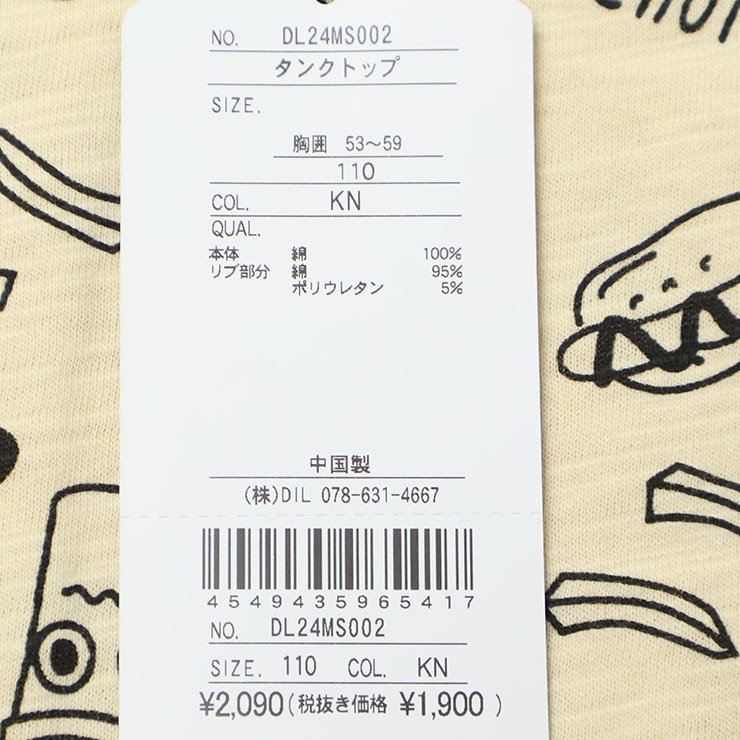 NO. DL24MS002
タンクトップ
SIZE.
胸囲 53～59
110
COL. KN
QUAL.
本体 綿 100%
リブ部分 綿 95%
ポリウレタン 5%
中国製
(株)DIL 078-631-4667
4549435965417
NO. DL24MS002
SIZE. 110 COL. KN
¥2,090(税抜き価格 ¥1,900 )